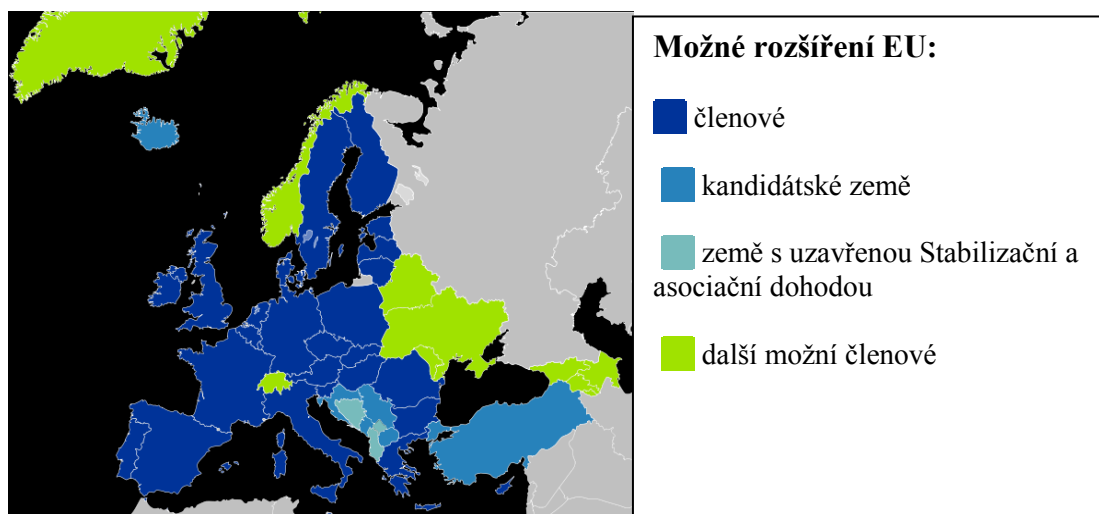 Možné rozšíření EU:
členové
kandidátské země
země s uzavřenou Stabilizační a
asociační dohodou
další možní členové